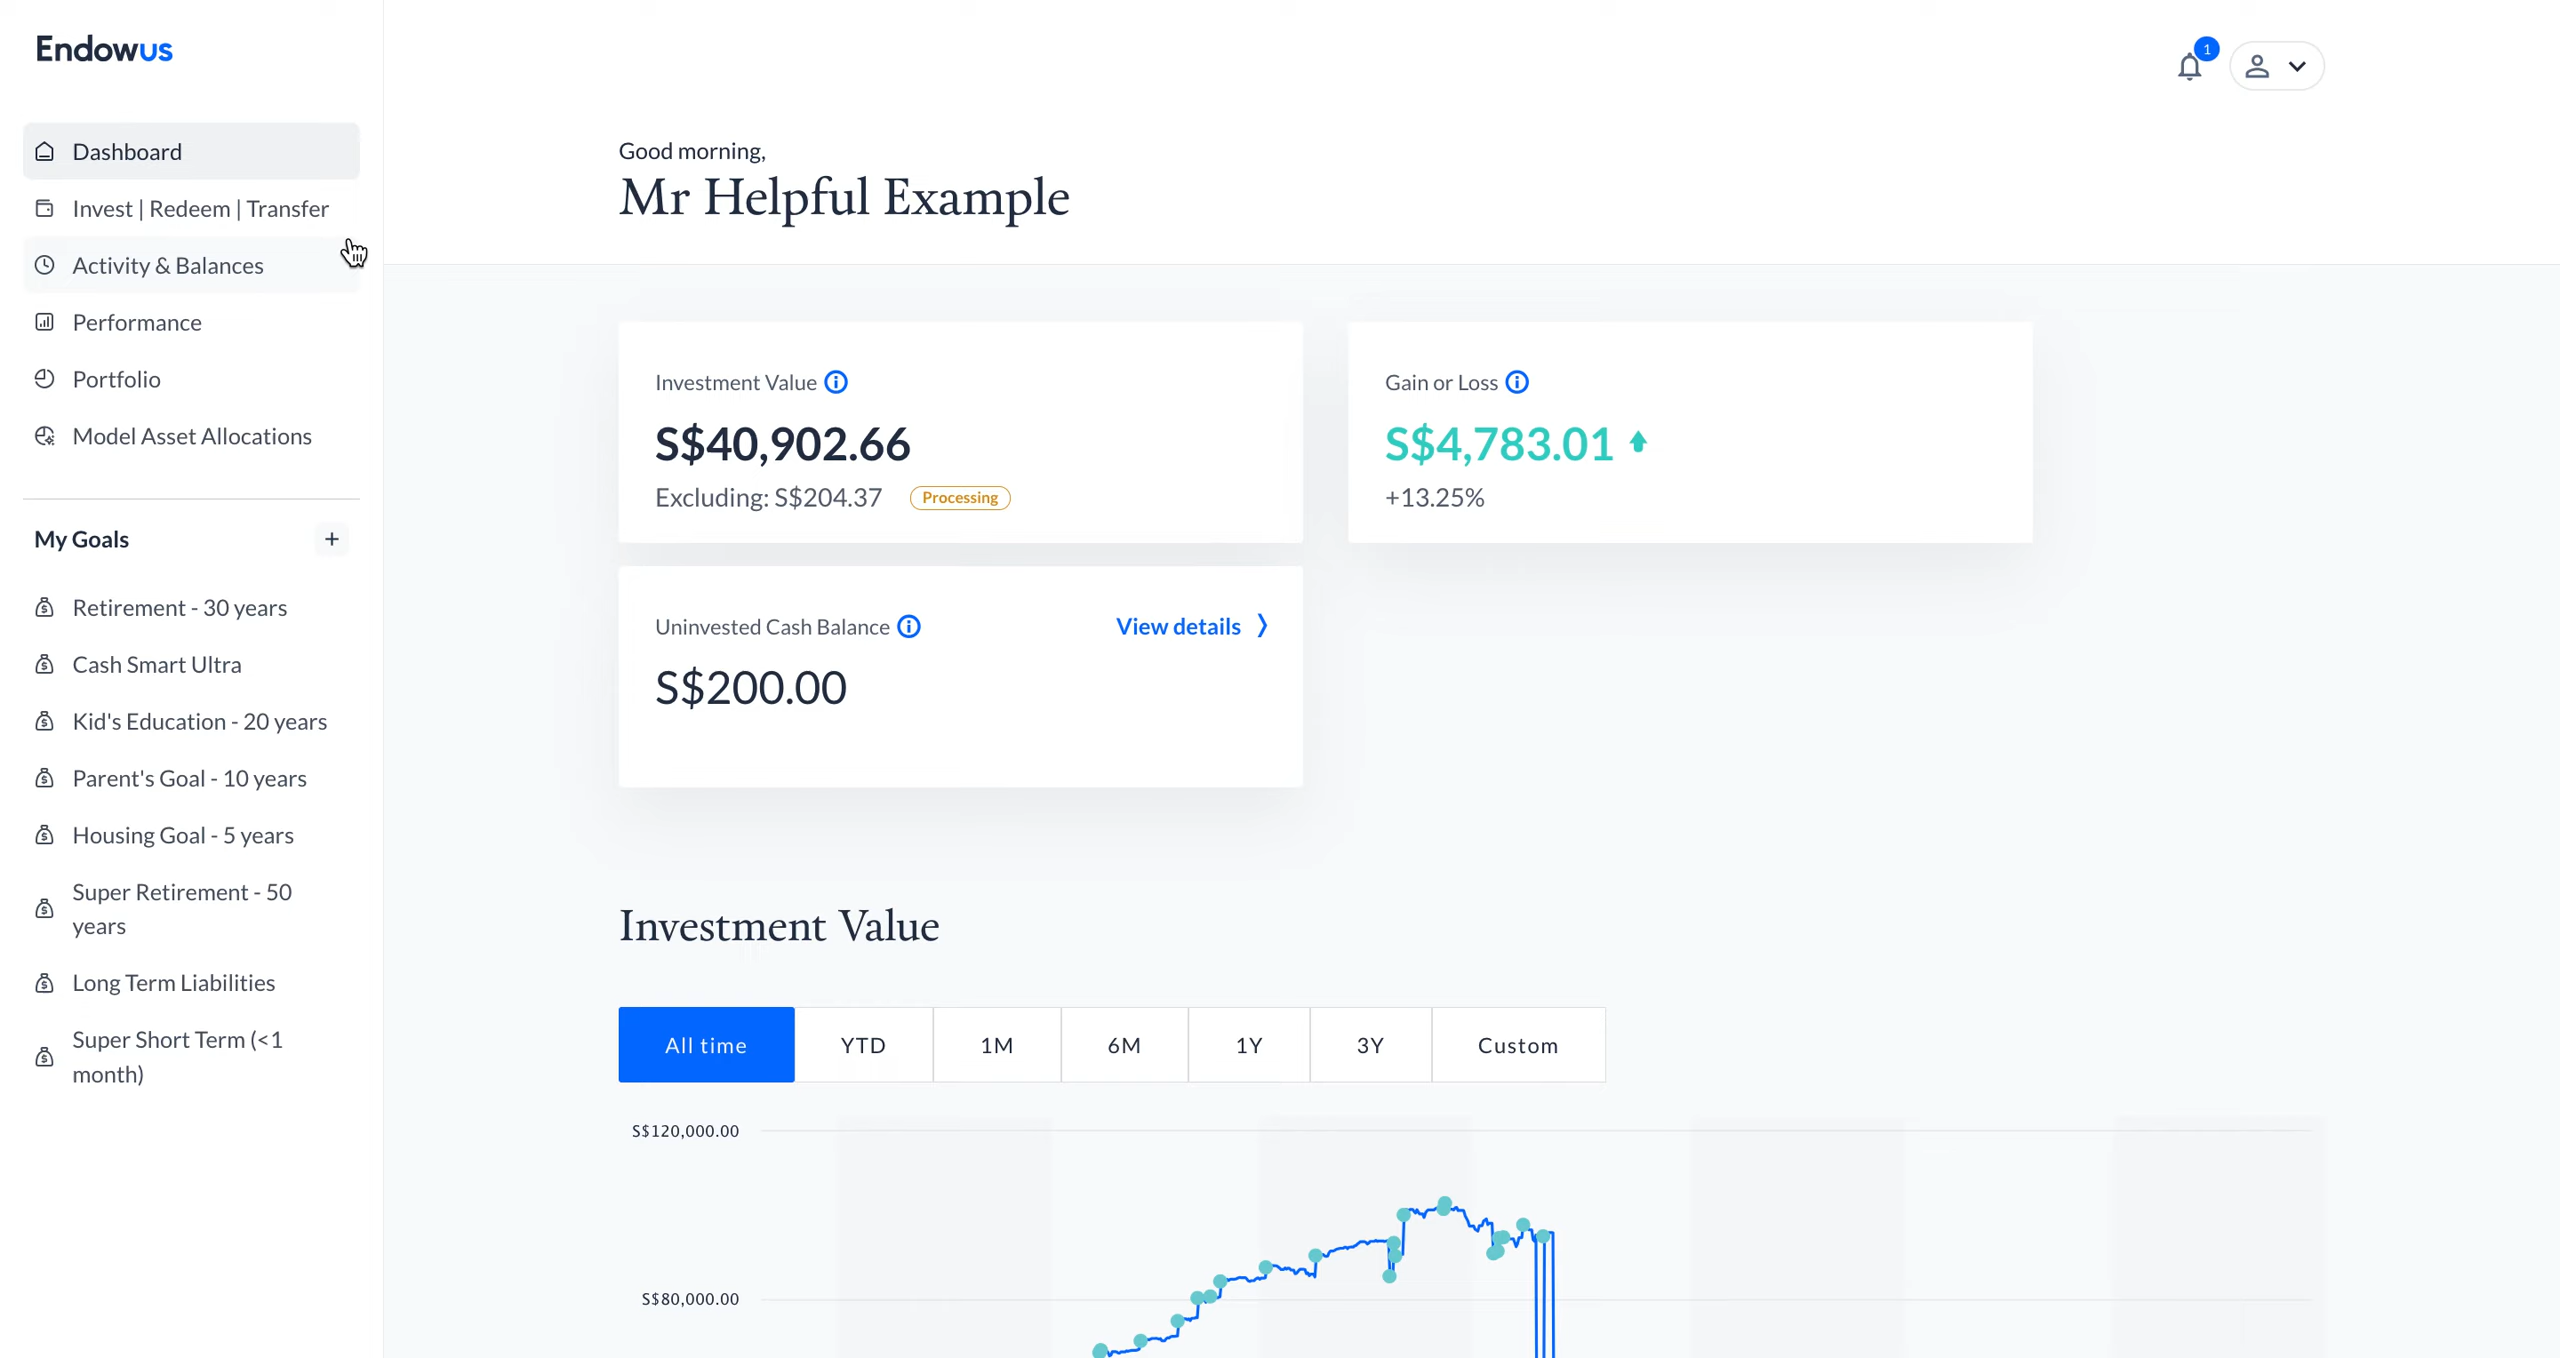 Endowus
1
Dashboard
Invest | Redeem | Transfer
Activity & Balances
Performance
Portfolio
Model Asset Allocations
My Goals
+
Retirement - 30 years
Cash Smart Ultra
Kid's Education - 20 years
Parent's Goal - 10 years
Housing Goal - 5 years
Super Retirement - 50
years
Long Term Liabilities
Super Short Term (<1
month)
Good morning,
Mr Helpful Example
Investment Value
S$40,902.66
Excluding: S$204.37 Processing
Gain or Loss
S$4,783.01
+13.25%
Uninvested Cash Balance View details
S$200.00
Investment Value
All time YTD 1M 6M 1Y 3Y Custom
S$120,000.00
S$80,000.00